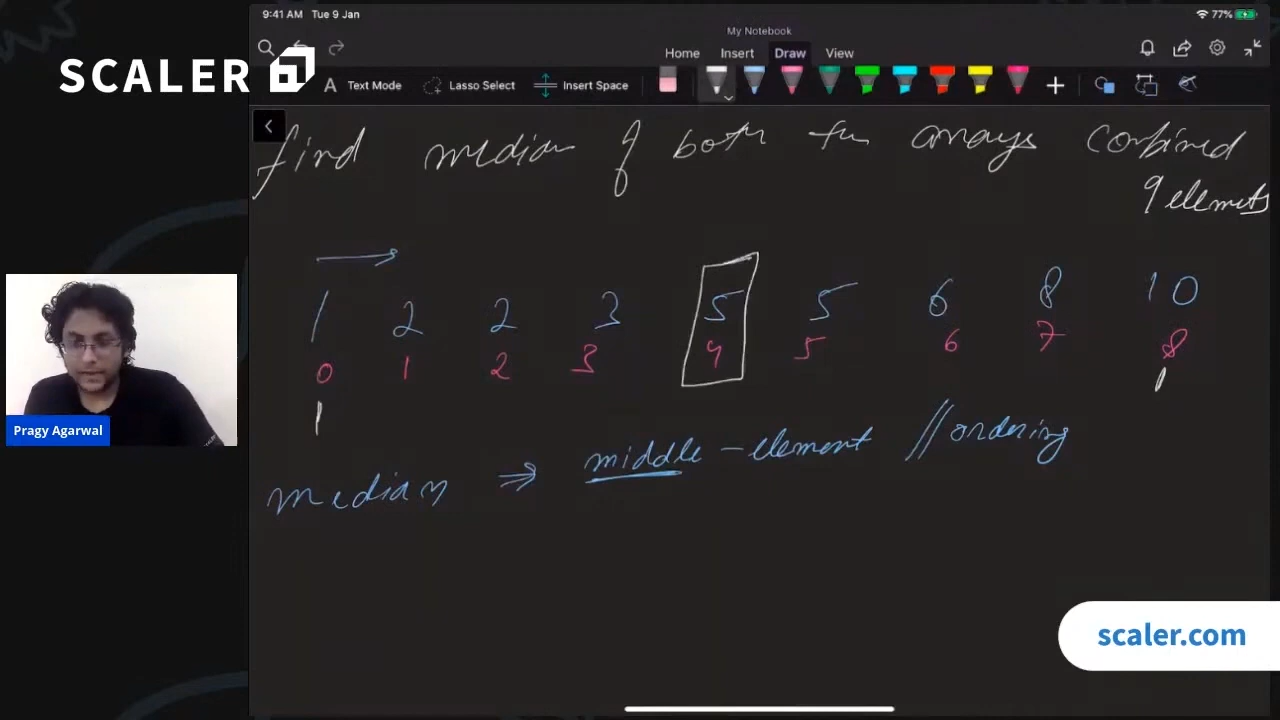 9:41 AM Tue 9 Jan
77%
My Notebook
Home Insert Draw View
SCALER
Text Mode Lasso Select Insert Space
find median of both the arrays combined
9 elements
1 2 2 3 5 5 6 8 10
0 1 2 3 4 5 6 7 8
median ⇒ middle - element // ordering
Pragy Agarwal
scaler.com